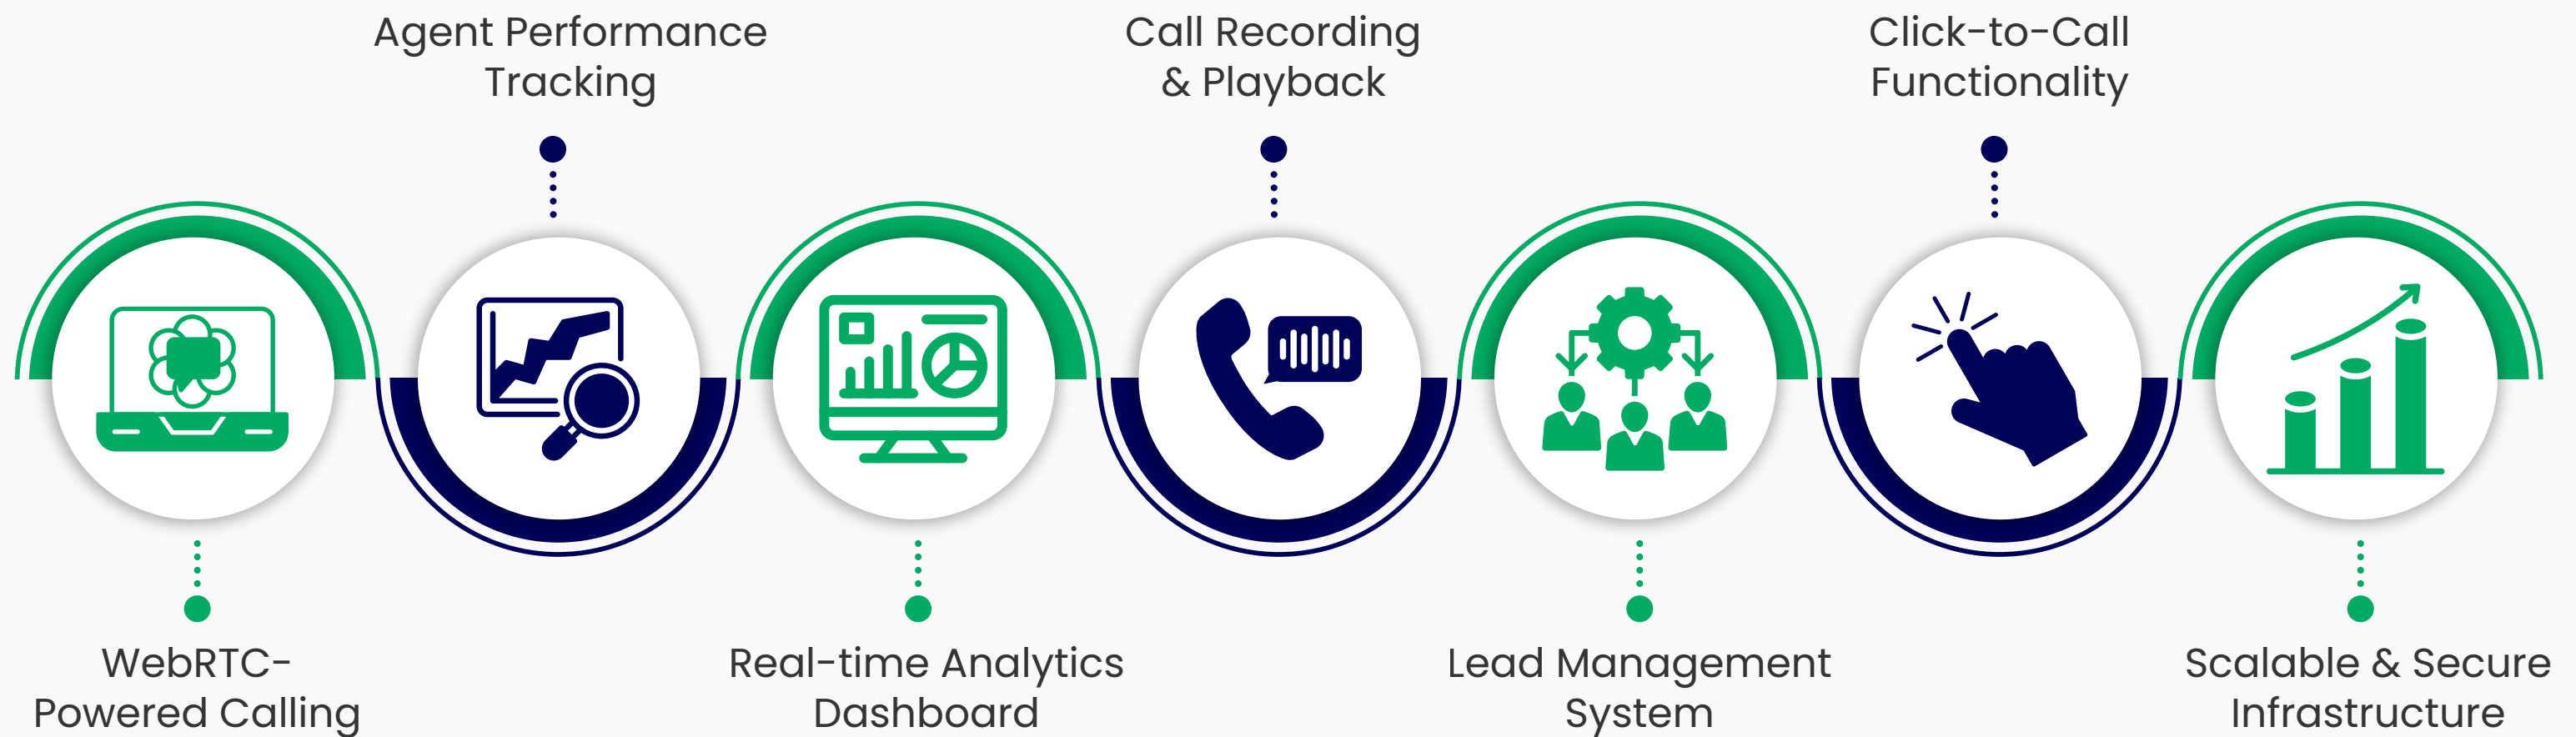 Agent Performance
Tracking
Call Recording
& Playback
Click-to-Call
Functionality
WebRTC-
Powered Calling
Real-time Analytics
Dashboard
Lead Management
System
Scalable & Secure
Infrastructure